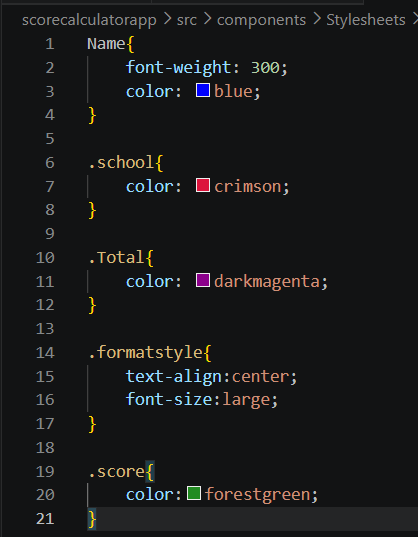 scorecalculatorapp > src > components > Stylesheets >
1 Name{
2 font-weight: 300;
3 color: blue;
4 }
5
6 .school{
7 color: crimson;
8 }
9
10 .Total{
11 color: darkmagenta;
12 }
13
14 .formatstyle{
15 text-align:center;
16 font-size:large;
17 }
18
19 .score{
20 color:forestgreen;
21 }